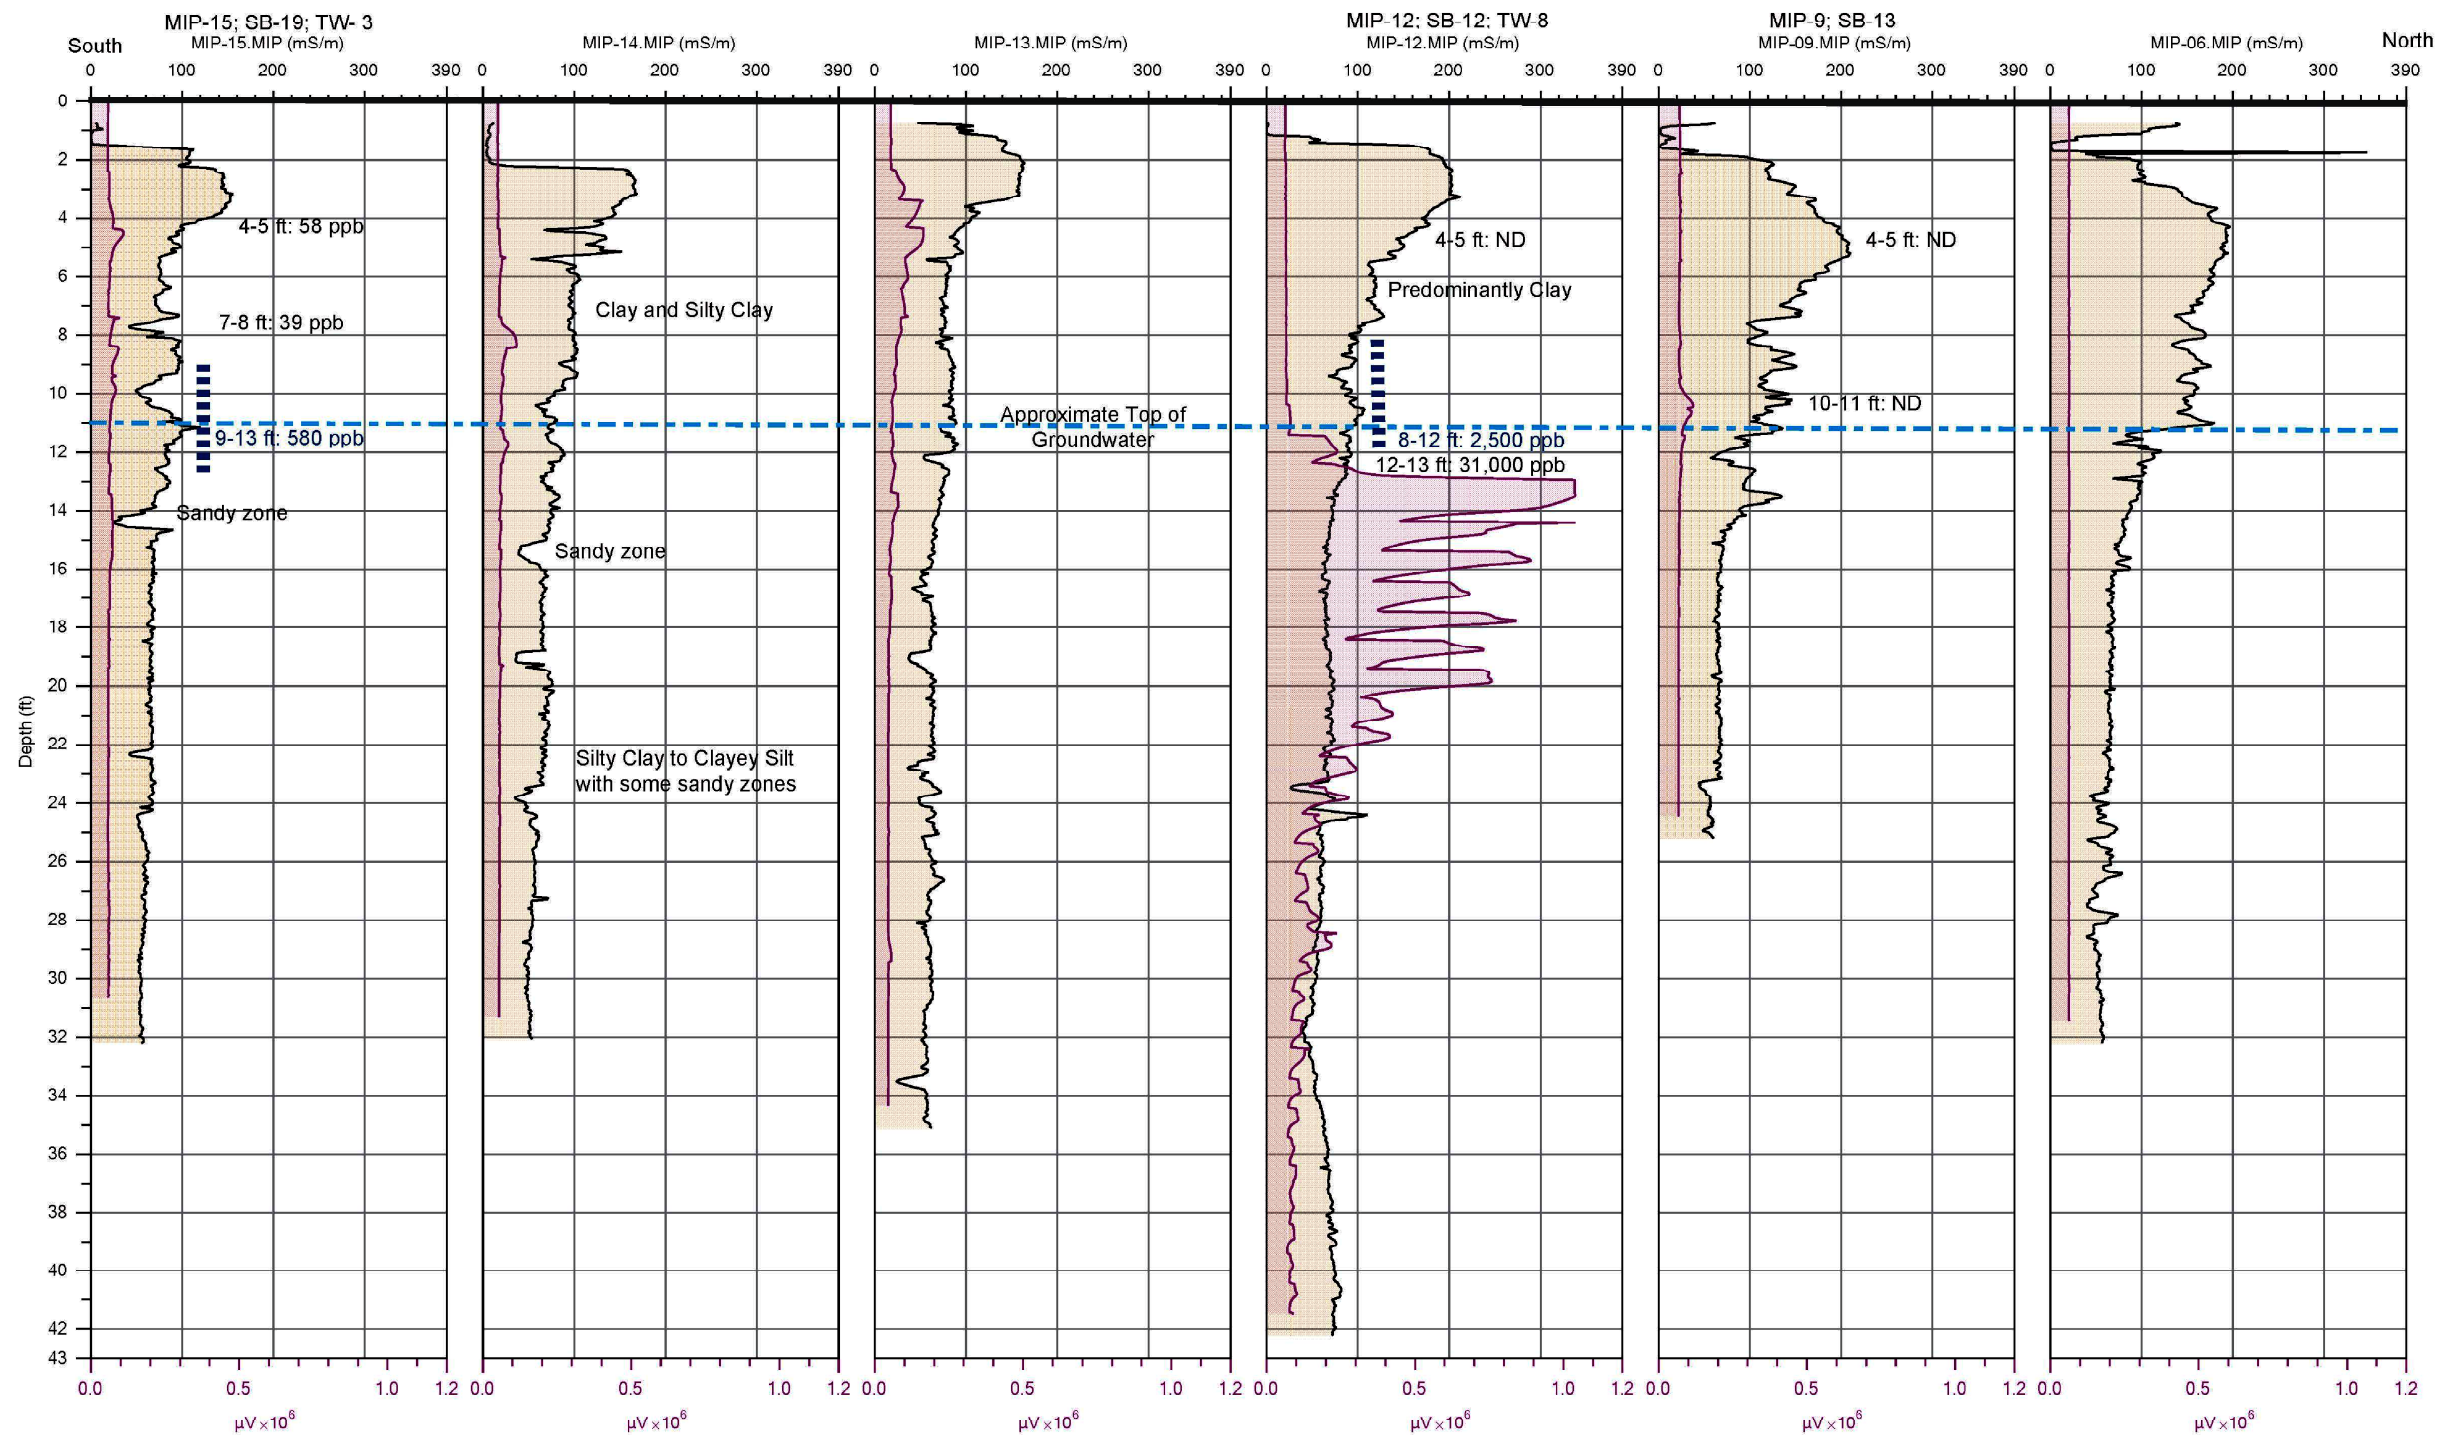 MIP-15; SB-19; TW- 3
MIP-12; SB-12; TW-8
MIP-9; SB-13
South
MIP-15.MIP (mS/m)
MIP-14.MIP (mS/m)
MIP-13.MIP (mS/m)
MIP-12.MIP (mS/m)
MIP-09.MIP (mS/m)
MIP-06.MIP (mS/m)
North
0 100 200 300 390
0 100 200 300 390
0 100 200 300 390
0 100 200 300 390
0 100 200 300 390
0 100 200 300 390
0
2
4
6
8
10
12
14
16
18
20
22
24
26
28
30
32
34
36
38
40
42
43
Depth (ft)
4-5 ft: 58 ppb
7-8 ft: 39 ppb
9-13 ft: 580 ppb
Sandy zone
Clay and Silty Clay
Sandy zone
Silty Clay to Clayey Silt
with some sandy zones
Approximate Top of
Groundwater
4-5 ft: ND
Predominantly Clay
8-12 ft: 2,500 ppb
12-13 ft: 31,000 ppb
4-5 ft: ND
10-11 ft: ND
0.0 0.5 1.0 1.2
0.0 0.5 1.0 1.2
0.0 0.5 1.0 1.2
0.0 0.5 1.0 1.2
0.0 0.5 1.0 1.2
0.0 0.5 1.0 1.2
µV×10⁶
µV×10⁶
µV×10⁶
µV×10⁶
µV×10⁶
µV×10⁶